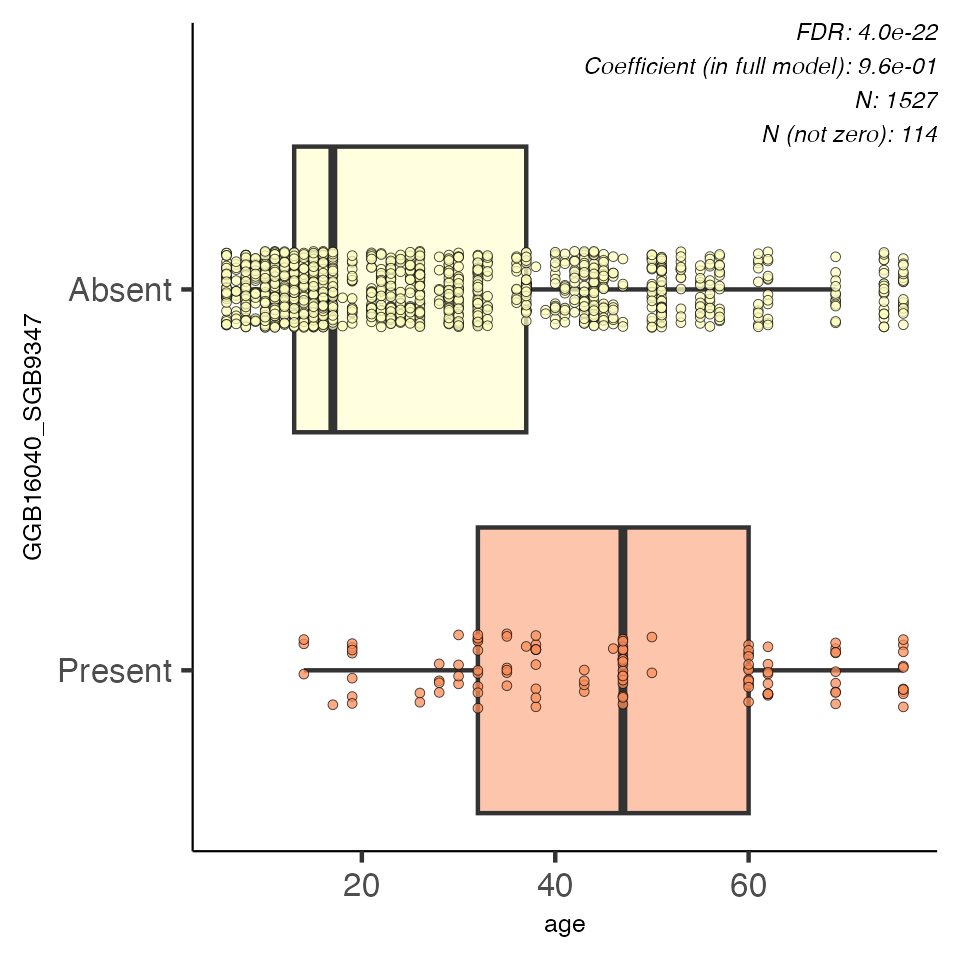 FDR: 4.0e-22
Coefficient (in full model): 9.6e-01
N: 1527
N (not zero): 114
GGB16040_SGB9347
Absent
Present
20 40 60
age